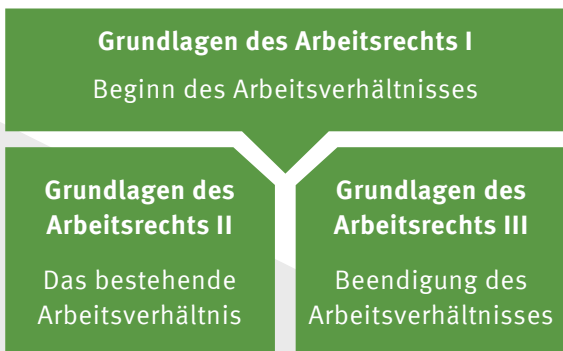 Grundlagen des Arbeitsrechts I
Beginn des Arbeitsverhältnisses
Grundlagen des
Arbeitsrechts II
Das bestehende
Arbeitsverhältnis
Grundlagen des
Arbeitsrechts III
Beendigung des
Arbeitsverhältnisses